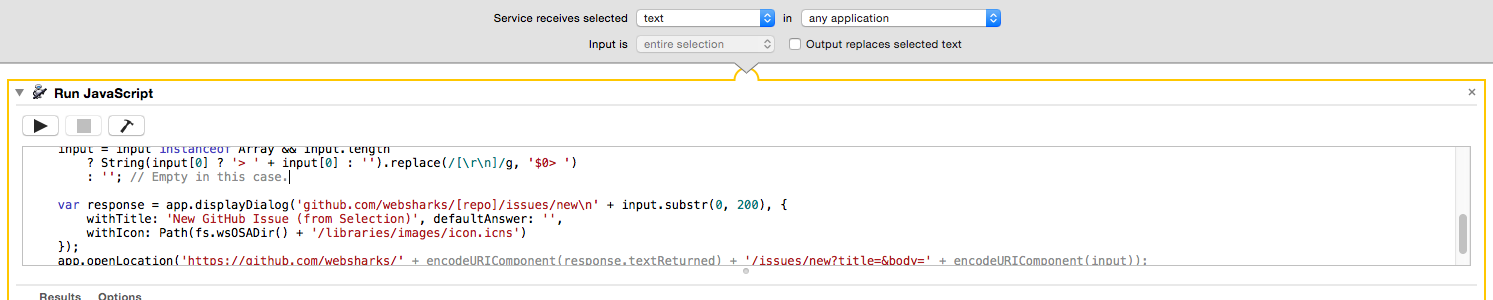 Service receives selected text in any application
Input is entire selection Output replaces selected text
Run JavaScript
input = input instanceof Array && input.length
? String(input[0] ? '> ' + input[0] : '').replace(/[\r\n]/g, '$0> ')
: ''; // Empty in this case.
var response = app.displayDialog('github.com/websharks/[repo]/issues/new\n' + input.substr(0, 200), {
withTitle: 'New GitHub Issue (from Selection)', defaultAnswer: '',
withIcon: Path(fs.wsOSADir() + '/libraries/images/icon.icns')
});
app.openLocation('https://github.com/websharks/' + encodeURIComponent(response.textReturned) + '/issues/new?title=&body=' + encodeURIComponent(input));
Results Options